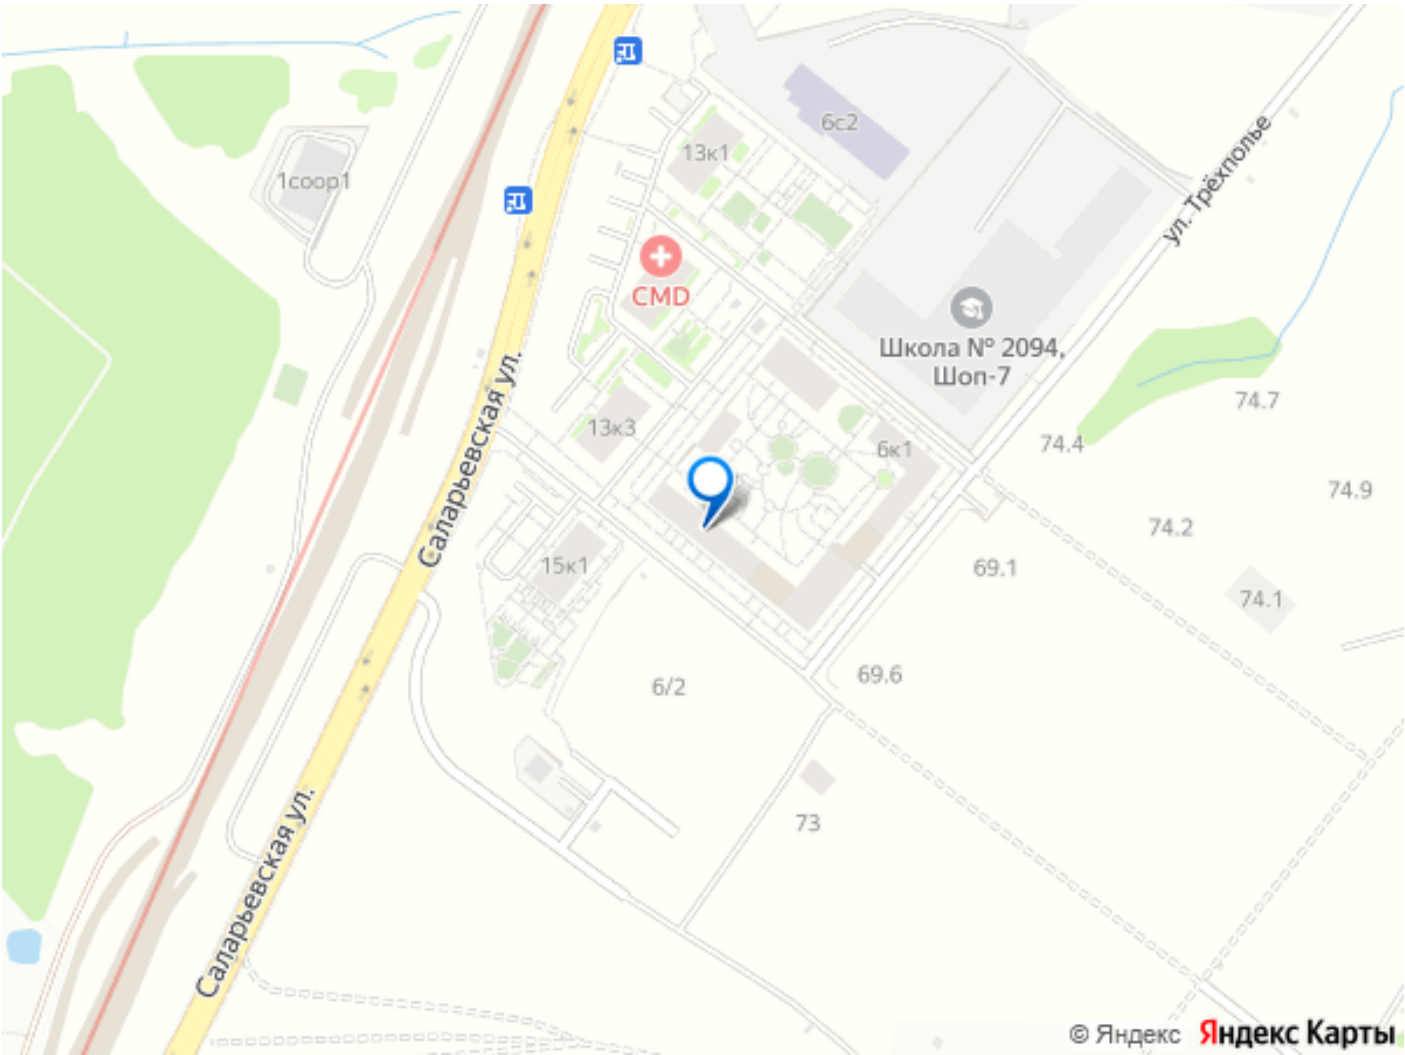 6с2
13к1
1соор1
ул. Трёхполье
CMD
Школа № 2094,
Шоп-7
Саларьевская ул.
74.7
13к3
6к1
74.4
74.9
74.2
15к1
69.1
74.1
6/2
69.6
73
Саларьевская ул.
© Яндекс Яндекс Карты